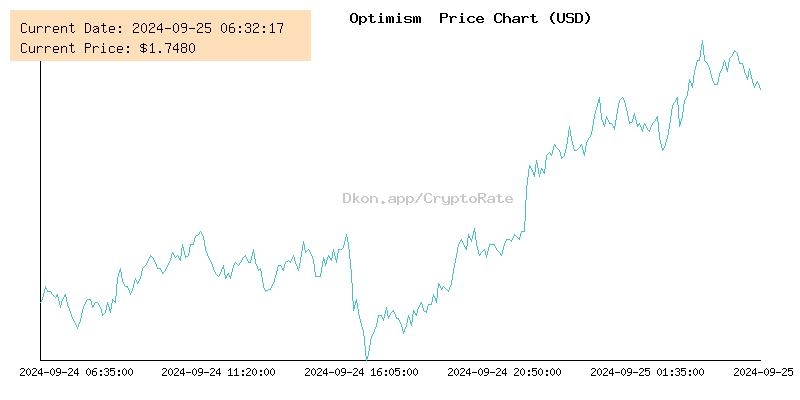 Optimism  Price Chart (USD)
Current Date: 2024-09-25 06:32:17
Current Price: $1.7480
Dkon.app/CryptoRate
2024-09-24 06:35:00 2024-09-24 11:20:00 2024-09-24 16:05:00 2024-09-24 20:50:00 2024-09-25 01:35:00 2024-09-25